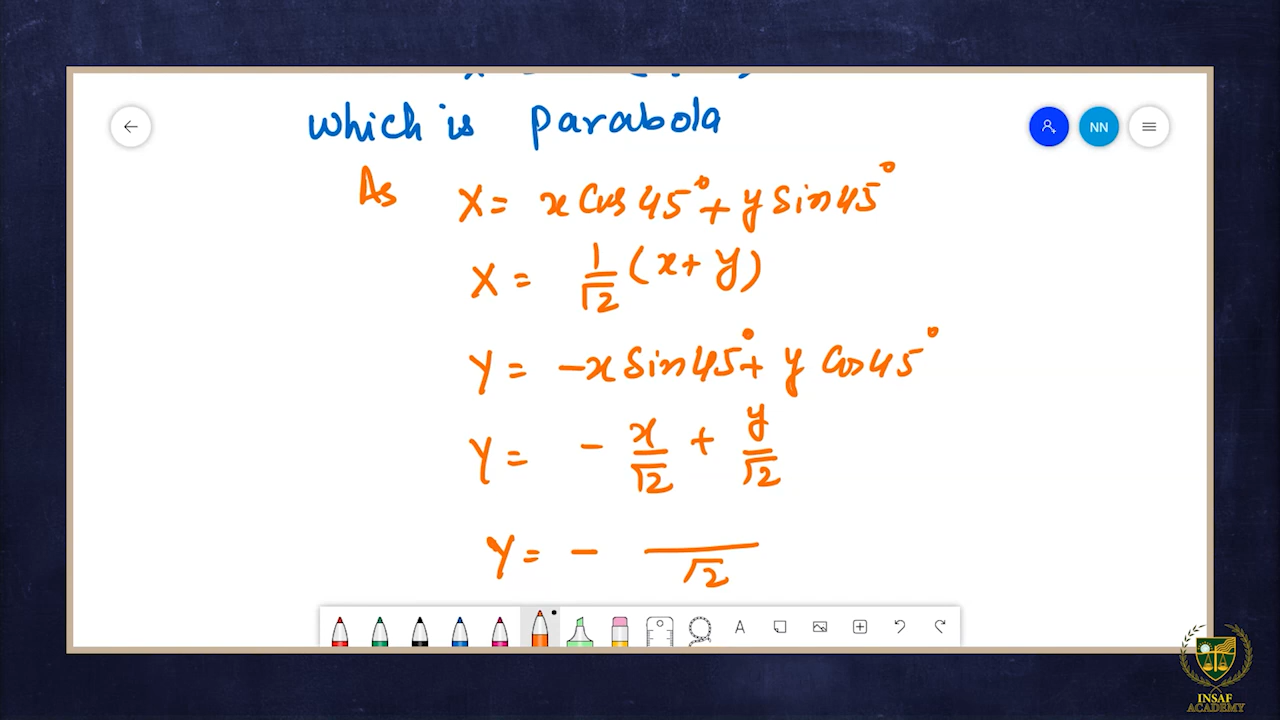 which is parabola
As X = x Cos 45° + y Sin 45°
X = 1/√2 (x + y)
Y = -x Sin 45° + y Cos 45°
Y = - x/√2 + y/√2
Y = - /√2
NN
A
INSAF
ACADEMY